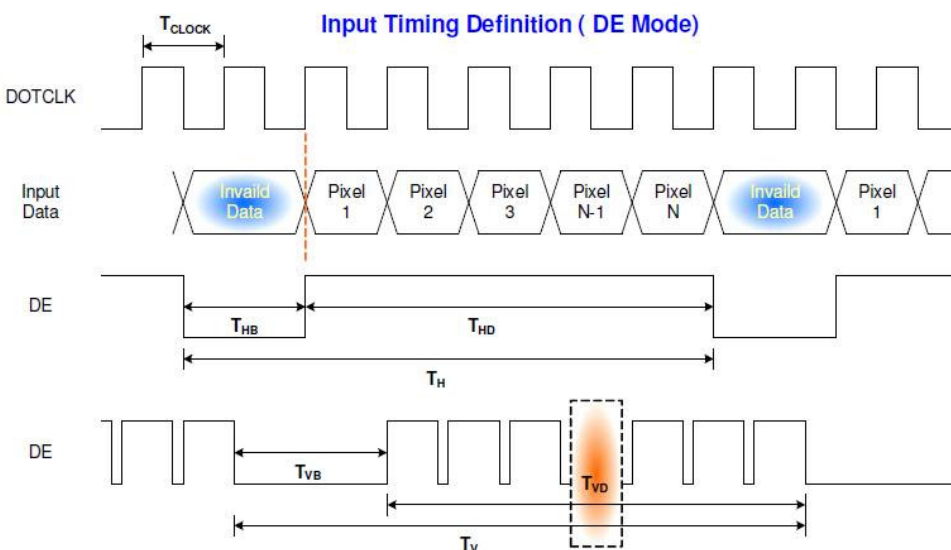 Input Timing Definition ( DE Mode)
TCLOCK
DOTCLK
Input
Data
Invaild
Data
Pixel
1
Pixel
2
Pixel
3
Pixel
N-1
Pixel
N
Invaild
Data
Pixel
1
DE
THB
THD
TH
DE
TVB
TVD
TV